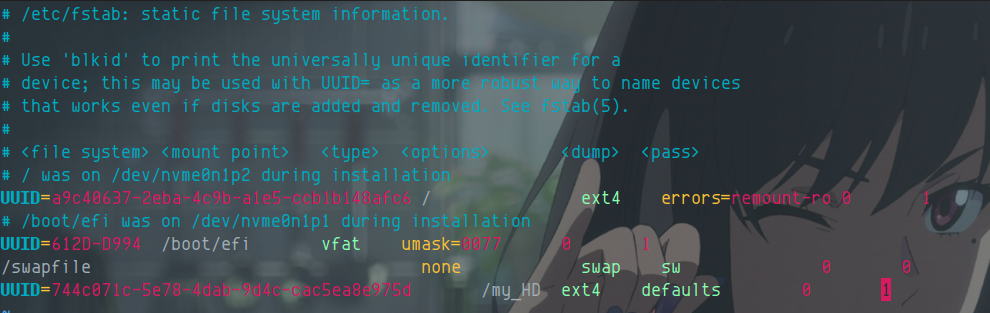 # /etc/fstab: static file system information.
#
# Use 'blkid' to print the universally unique identifier for a
# device; this may be used with UUID= as a more robust way to name devices
# that works even if disks are added and removed. See fstab(5).
#
# <file system> <mount point>   <type>  <options>       <dump>  <pass>
# / was on /dev/nvme0n1p2 during installation
UUID=a9c40637-2eba-4c9b-a1e5-ccb1b148afc6 /               ext4    errors=remount-ro 0       1
# /boot/efi was on /dev/nvme0n1p1 during installation
UUID=612D-D994  /boot/efi       vfat    umask=0077      0       1
/swapfile                                 none            swap    sw              0       0
UUID=744c071c-5e78-4dab-9d4c-cac5ea8e975d       /my_HD  ext4    defaults        0       1